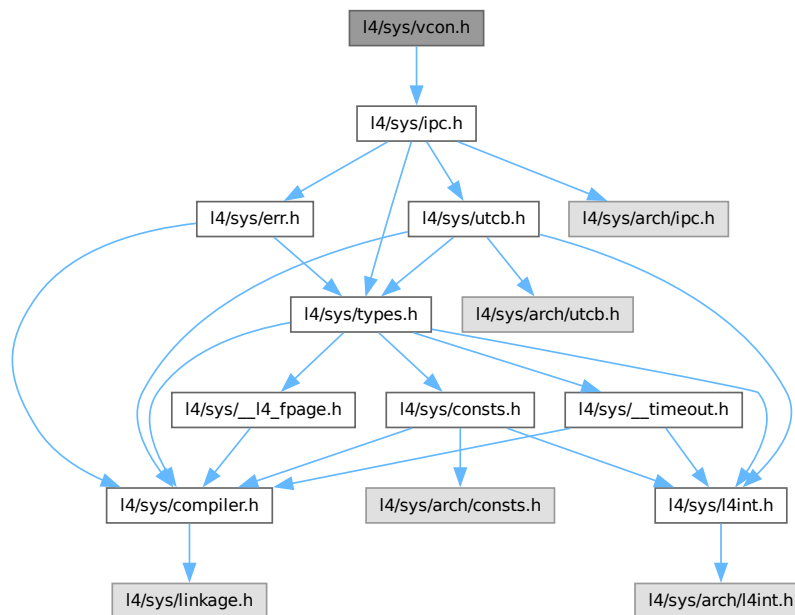 l4/sys/vcon.h
l4/sys/ipc.h
l4/sys/err.h
l4/sys/utcb.h
l4/sys/arch/ipc.h
l4/sys/types.h
l4/sys/arch/utcb.h
l4/sys/__l4_fpage.h
l4/sys/consts.h
l4/sys/__timeout.h
l4/sys/compiler.h
l4/sys/arch/consts.h
l4/sys/l4int.h
l4/sys/linkage.h
l4/sys/arch/l4int.h